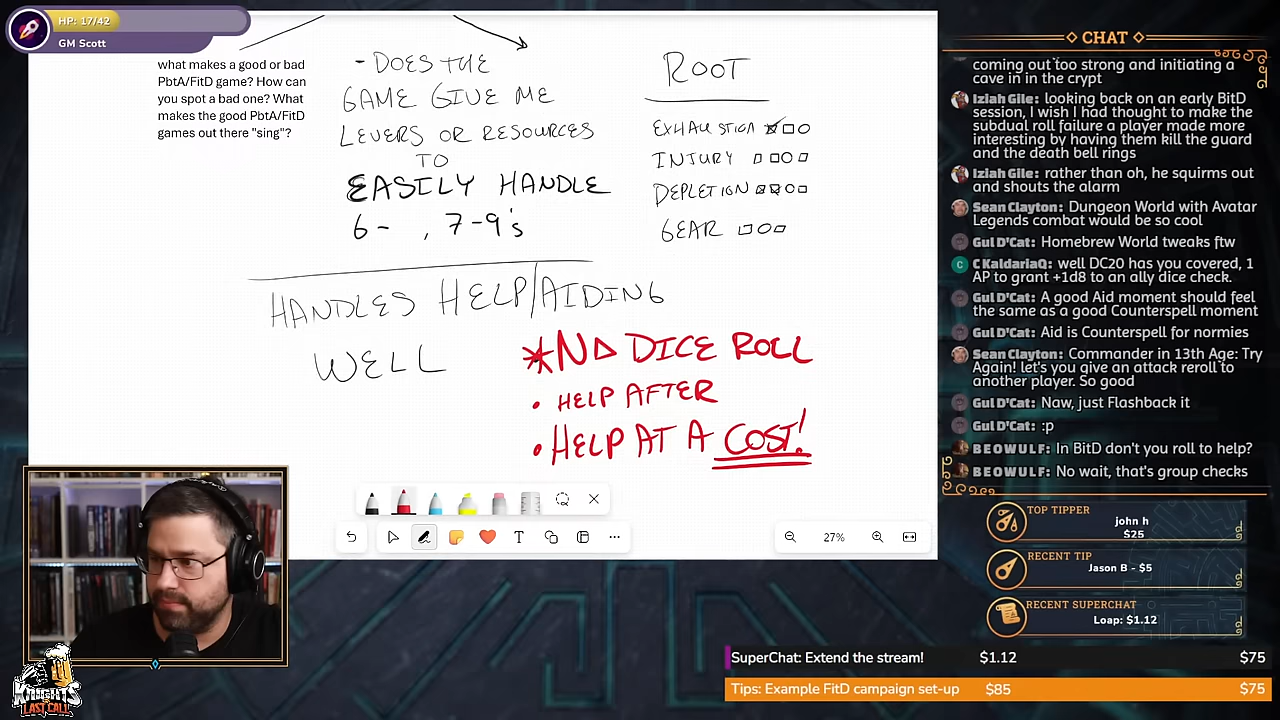 HP: 17/42
GM Scott
what makes a good or bad
PbtA/FitD game? How can
you spot a bad one? What
makes the good PbtA/FitD
games out there "sing"?
- DOES THE
GAME GIVE ME
LEVERS OR RESOURCES
TO
EASILY HANDLE
6- , 7-9's
ROOT
EXHAUSTION
INJURY
DEPLETION
GEAR
HANDLES HELP/AIDING
WELL
*NO DICE ROLL
• HELP AFTER
• HELP AT A COST!
27%
KNIGHTS
LAST CALL
CHAT
coming out too strong and initiating a
cave in in the crypt
Iziah Gile: looking back on an early BitD
session, I wish I had thought to make the
subdual roll failure a player made more
interesting by having them kill the guard
and the death bell rings
Iziah Gile: rather than oh, he squirms out
and shouts the alarm
Sean Clayton: Dungeon World with Avatar
Legends combat would be so cool
Gul D'Cat: Homebrew World tweaks ftw
C KaldariaQ: well DC20 has you covered, 1
AP to grant +1d8 to an ally dice check.
Gul D'Cat: A good Aid moment should feel
the same as a good Counterspell moment
Gul D'Cat: Aid is Counterspell for normies
Sean Clayton: Commander in 13th Age: Try
Again! let's you give an attack reroll to
another player. So good
Gul D'Cat: Naw, just Flashback it
Gul D'Cat: :p
BEOWULF: In BitD don't you roll to help?
BEOWULF: No wait, that's group checks
TOP TIPPER
john h
$25
RECENT TIP
Jason B - $5
RECENT SUPERCHAT
Loap: $1.12
SuperChat: Extend the stream! $1.12 $75
Tips: Example FitD campaign set-up $85 $75